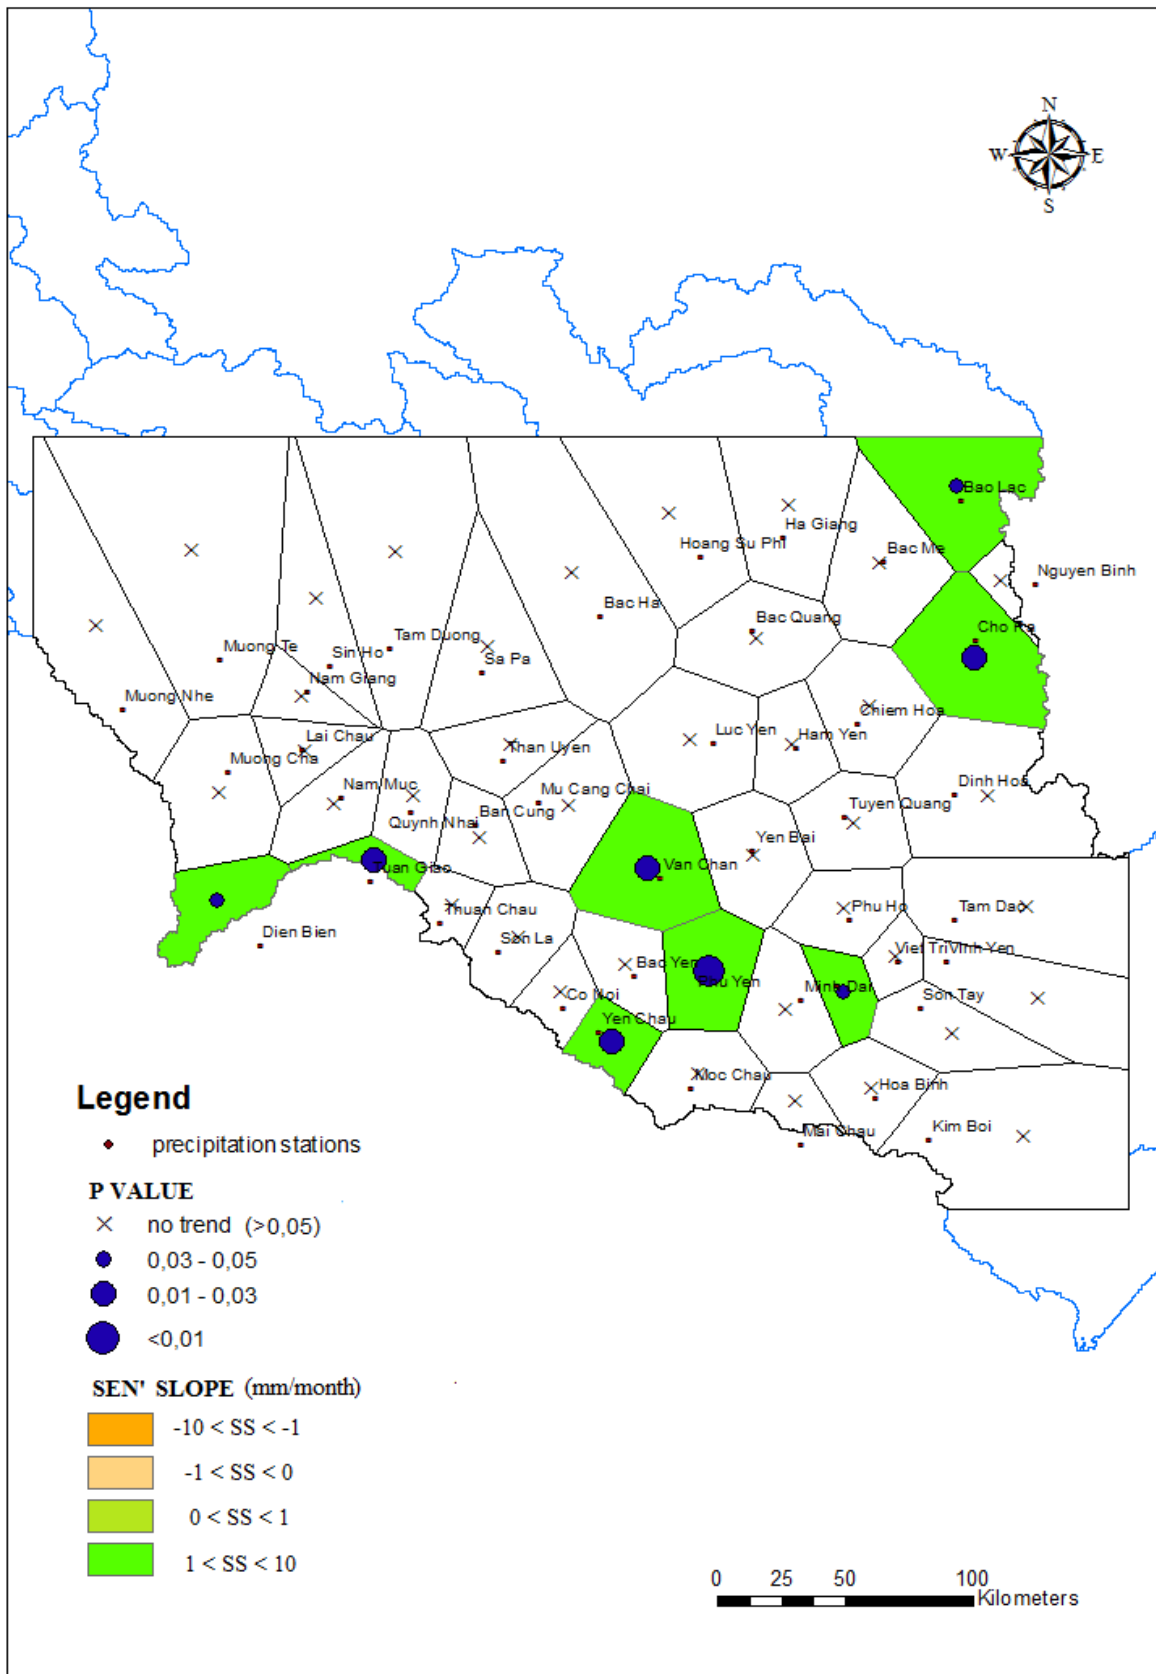 N
W E
S
Bao Lac
Ha Giang
Hoang Su Phi
Bac Me
Nguyen Binh
Bac Ha
Bac Quang
Cho Ra
Muong Te
Sin Ho
Tam Duong
Sa Pa
Nam Giang
Muong Nhe
Chiem Hoa
Lai Chau
Than Uyen
Luc Yen
Ham Yen
Muong Cha
Nam Muc
Mu Cang Chai
Dinh Hoa
Quynh Nhai
Ban Cung
Tuyen Quang
Yen Bai
Tuan Giao
Van Chan
Thuan Chau
Phu Ho
Tam Dao
Dien Bien
Son La
Bac Yen
Phu Yen
Viet Tri
Vinh Yen
Minh Dai
Son Tay
Co Noi
Yen Chau
Moc Chau
Hoa Binh
Mai Chau
Kim Boi
Legend
precipitation stations
P VALUE
no trend (>0,05)
0,03 - 0,05
0,01 - 0,03
<0,01
SEN' SLOPE (mm/month)
-10 < SS < -1
-1 < SS < 0
0 < SS < 1
1 < SS < 10
0 25 50 100
Kilometers